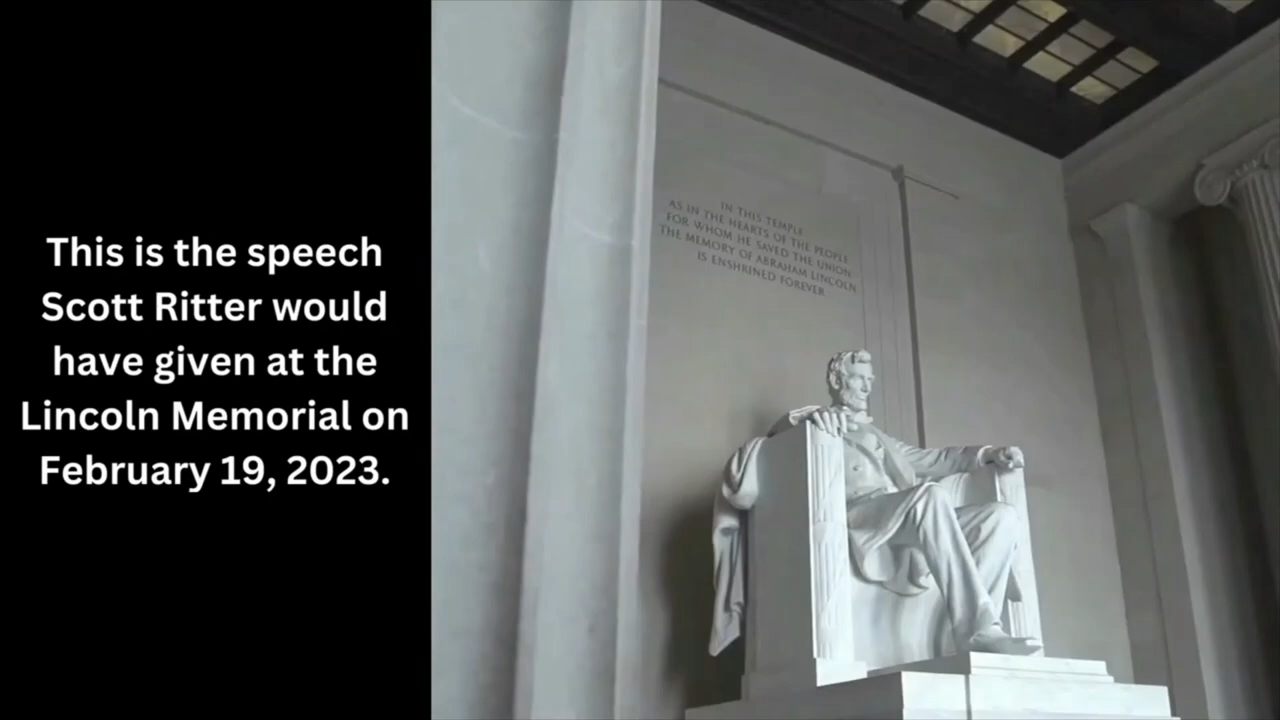 This is the speech
Scott Ritter would
have given at the
Lincoln Memorial on
February 19, 2023.
IN THIS TEMPLE
AS IN THE HEARTS OF THE PEOPLE
FOR WHOM HE SAVED THE UNION
THE MEMORY OF ABRAHAM LINCOLN
IS ENSHRINED FOREVER